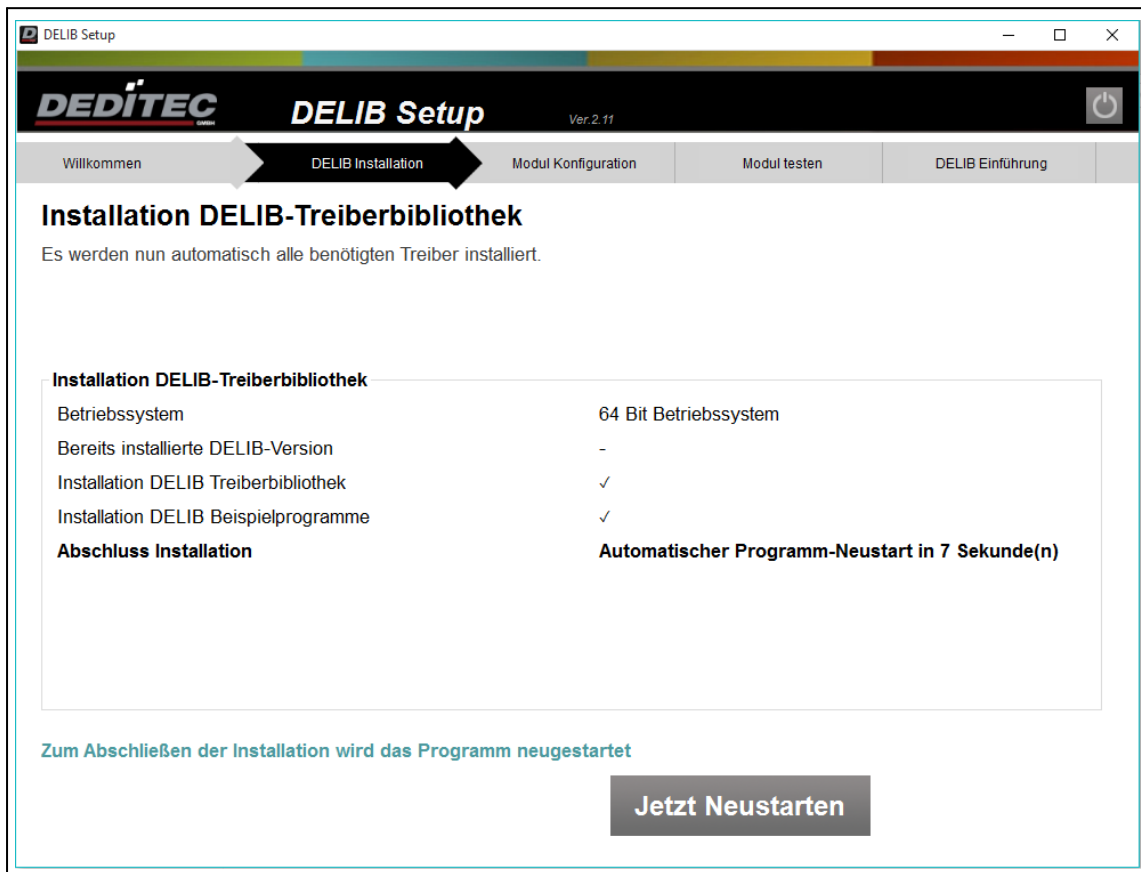 DELIB Setup
DEDITEC
GMBH
DELIB Setup Ver.2.11
Willkommen DELIB Installation Modul Konfiguration Modul testen DELIB Einführung
Installation DELIB-Treiberbibliothek
Es werden nun automatisch alle benötigten Treiber installiert.
Installation DELIB-Treiberbibliothek
Betriebssystem 64 Bit Betriebssystem
Bereits installierte DELIB-Version -
Installation DELIB Treiberbibliothek ✓
Installation DELIB Beispielprogramme ✓
Abschluss Installation Automatischer Programm-Neustart in 7 Sekunde(n)
Zum Abschließen der Installation wird das Programm neugestartet
Jetzt Neustarten